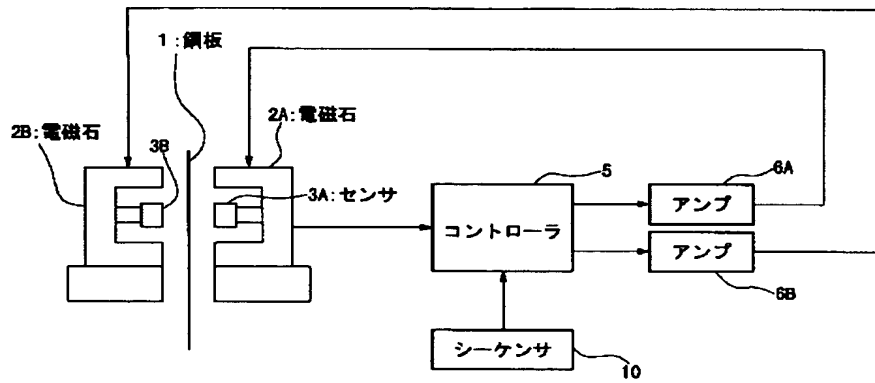 1:鋼板
2A:電磁石
2B:電磁石
3B
3A:センサ
5
コントローラ
6A
アンプ
アンプ
6B
シーケンサ
10